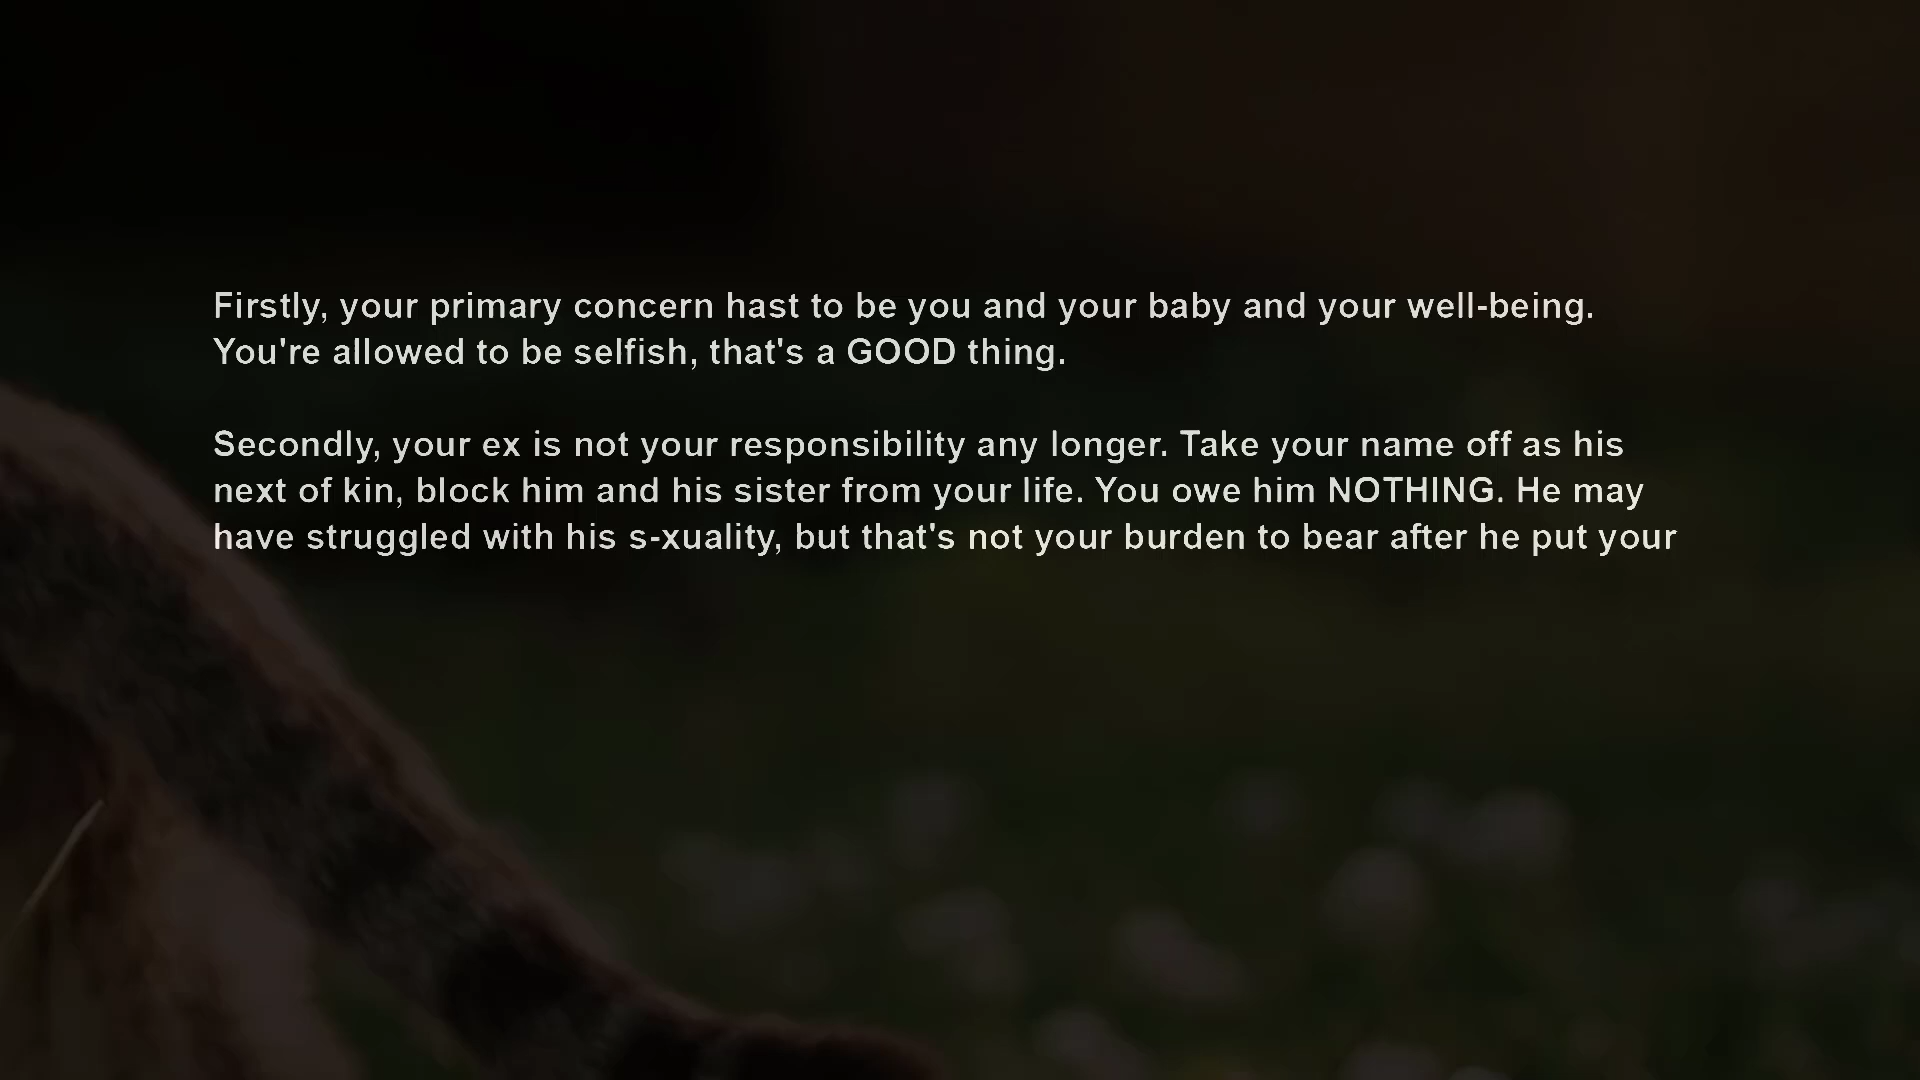 Firstly, your primary concern hast to be you and your baby and your well-being.
You're allowed to be selfish, that's a GOOD thing.
Secondly, your ex is not your responsibility any longer. Take your name off as his
next of kin, block him and his sister from your life. You owe him NOTHING. He may
have struggled with his s-xuality, but that's not your burden to bear after he put your